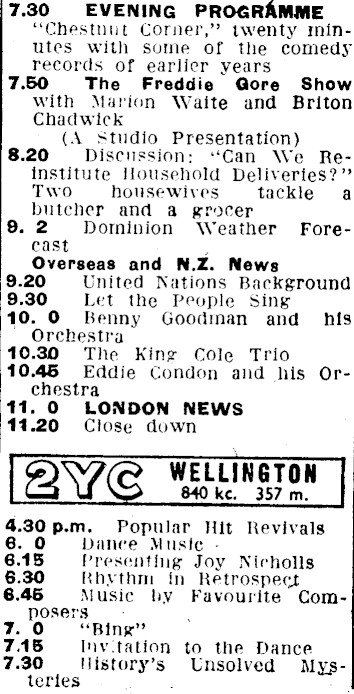 7.30 EVENING PROGRAMME
"Chestnut Corner," twenty min-
utes with some of the comedy
records of earlier years
7.50 The Freddie Gore Show
with Marion Waite and Briton
Chadwick
(A Studio Presentation)
8.20 Discussion: "Can We Re-
institute Household Deliveries?"
Two housewives tackle a
butcher and a grocer
9. 2 Dominion Weather Fore-
cast
Overseas and N.Z. News
9.20 United Nations Background
9.30 Let the People Sing
10. 0 Benny Goodman and his
Orchestra
10.30 The King Cole Trio
10.45 Eddie Condon and his Or-
chestra
11. 0 LONDON NEWS
11.20 Close down
2YC WELLINGTON
840 kc. 357 m.
4.30 p.m. Popular Hit Revivals
6. 0 Dance Music
6.15 Presenting Joy Nicholls
6.30 Rhythm in Retrospect
6.45 Music by Favourite Com-
posers
7. 0 "Bing"
7.15 Invitation to the Dance
7.30 History's Unsolved Mys-
teries